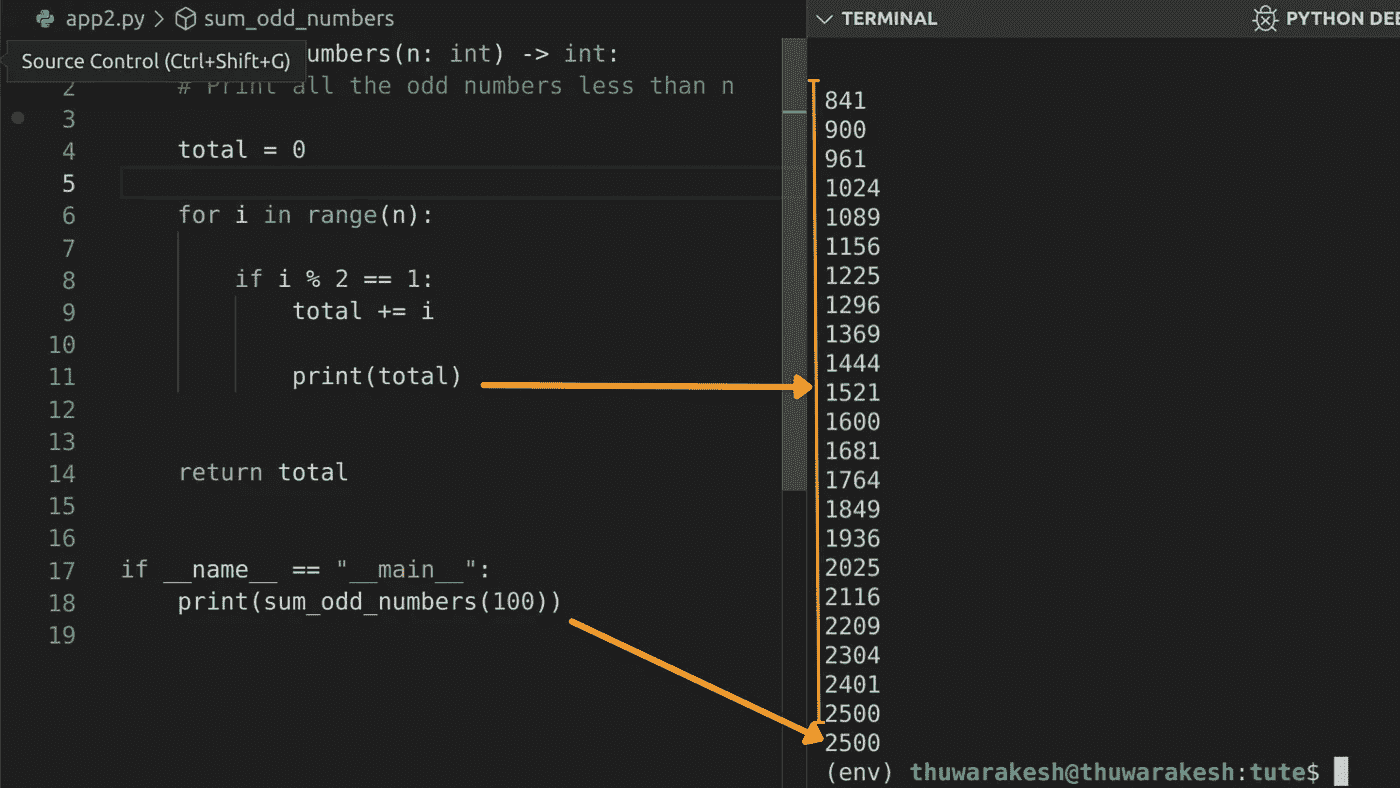 app2.py > sum_odd_numbers
Source Control (Ctrl+Shift+G)
umbers(n: int) -> int:
2 # Print all the odd numbers less than n
3
4 total = 0
5
6 for i in range(n):
7
8 if i % 2 == 1:
9 total += i
10
11 print(total)
12
13
14 return total
15
16
17 if __name__ == "__main__":
18 print(sum_odd_numbers(100))
19
TERMINAL
PYTHON DE
841
900
961
1024
1089
1156
1225
1296
1369
1444
1521
1600
1681
1764
1849
1936
2025
2116
2209
2304
2401
2500
2500
(env) thuwarakesh@thuwarakesh:tute$